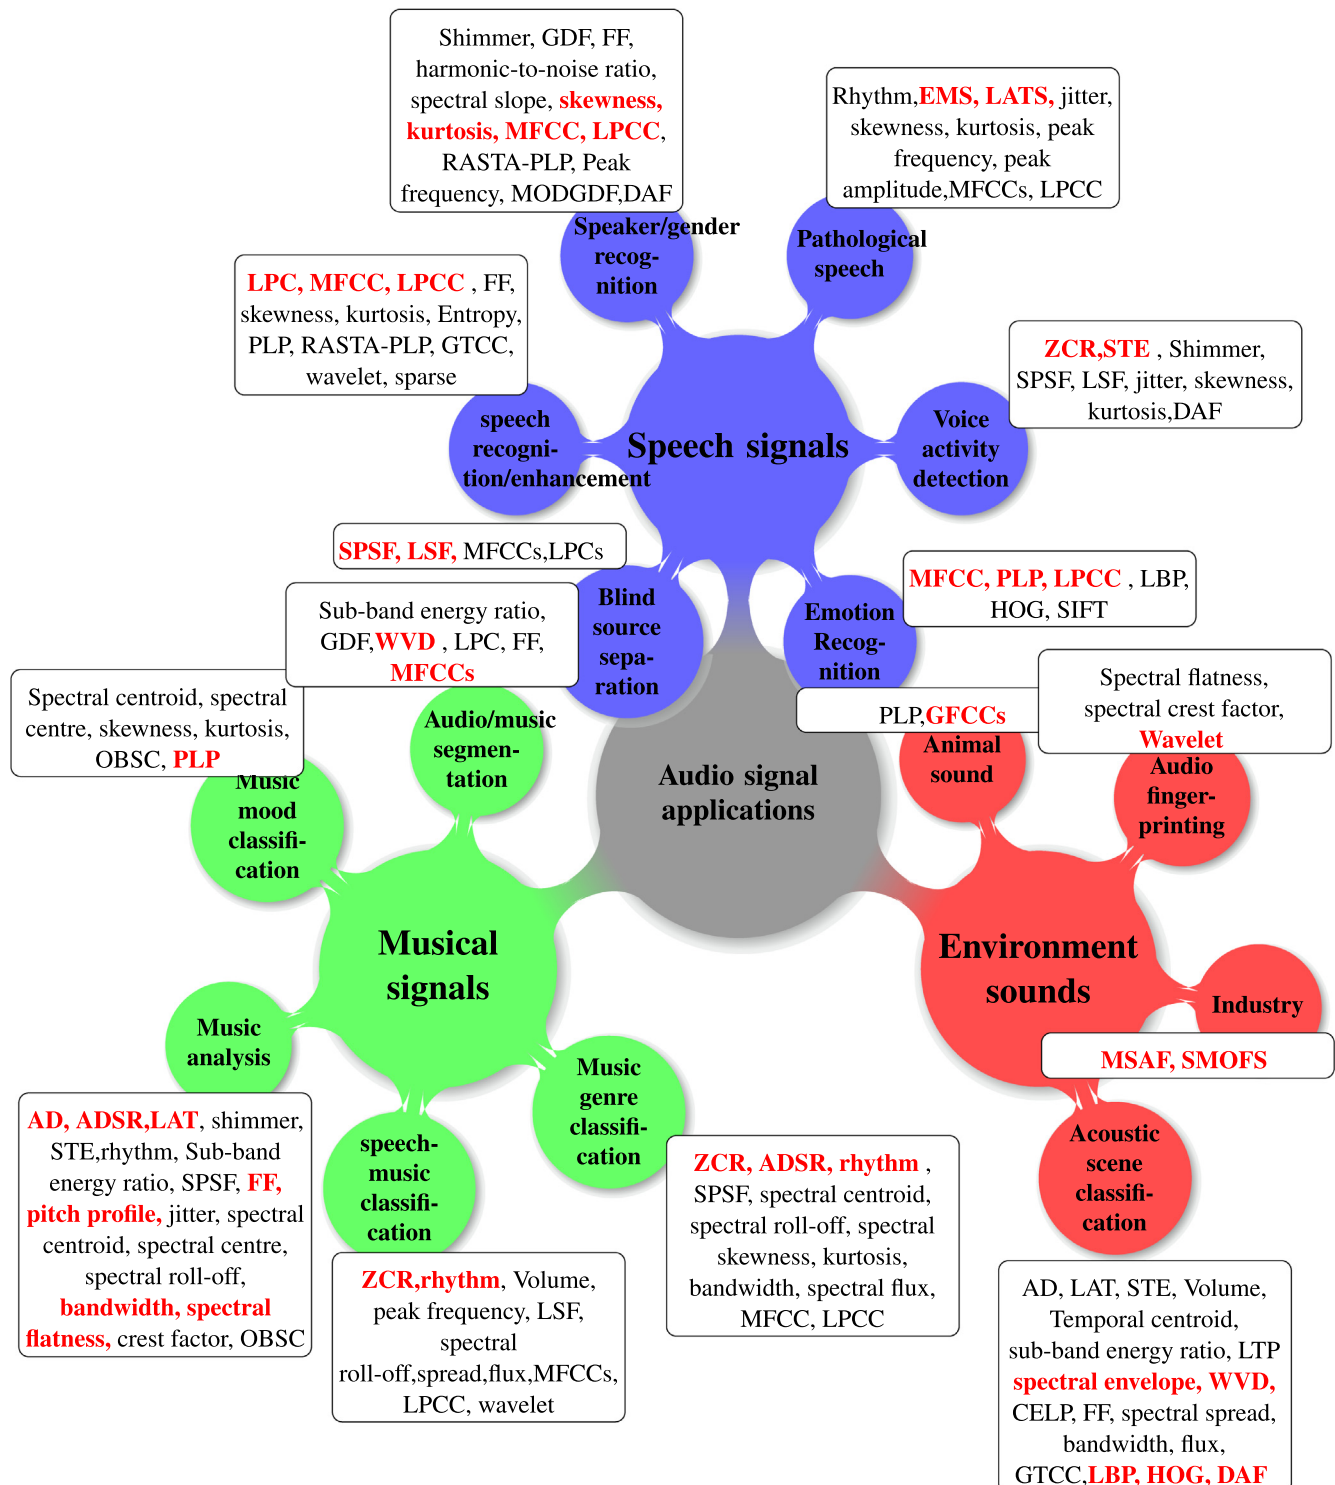 Shimmer, GDF, FF,
harmonic-to-noise ratio,
spectral slope, skewness,
kurtosis, MFCC, LPCC,
RASTA-PLP, Peak
frequency, MODGDF,DAF
Rhythm,EMS, LATS, jitter,
skewness, kurtosis, peak
frequency, peak
amplitude,MFCCs, LPCC
Speaker/gender
recog-
nition
Pathological
speech
LPC, MFCC, LPCC , FF,
skewness, kurtosis, Entropy,
PLP, RASTA-PLP, GTCC,
wavelet, sparse
ZCR,STE , Shimmer,
SPSF, LSF, jitter, skewness,
kurtosis,DAF
speech
recogni-
tion/enhancement
Speech signals
Voice
activity
detection
SPSF, LSF, MFCCs,LPCs
MFCC, PLP, LPCC , LBP,
HOG, SIFT
Blind
source
sepa-
ration
Emotion
Recog-
nition
Sub-band energy ratio,
GDF,WVD , LPC, FF,
MFCCs
Spectral centroid, spectral
centre, skewness, kurtosis,
OBSC, PLP
PLP,GFCCs
Spectral flatness,
spectral crest factor,
Wavelet
Audio/music
segmen-
tation
Music
mood
classifi-
cation
Audio signal
applications
Animal
sound
Audio
finger-
printing
Musical
signals
Environment
sounds
Industry
MSAF, SMOFS
Music
analysis
AD, ADSR,LAT, shimmer,
STE,rhythm, Sub-band
energy ratio, SPSF, FF,
pitch profile, jitter, spectral
centroid, spectral centre,
spectral roll-off,
bandwidth, spectral
flatness, crest factor, OBSC
speech-
music
classifi-
cation
ZCR,rhythm, Volume,
peak frequency, LSF,
spectral
roll-off,spread,flux,MFCCs,
LPCC, wavelet
Music
genre
classifi-
cation
ZCR, ADSR, rhythm ,
SPSF, spectral centroid,
spectral roll-off, spectral
skewness, kurtosis,
bandwidth, spectral flux,
MFCC, LPCC
Acoustic
scene
classifi-
cation
AD, LAT, STE, Volume,
Temporal centroid,
sub-band energy ratio, LTP
spectral envelope, WVD,
CELP, FF, spectral spread,
bandwidth, flux,
GTCC,LBP, HOG, DAF